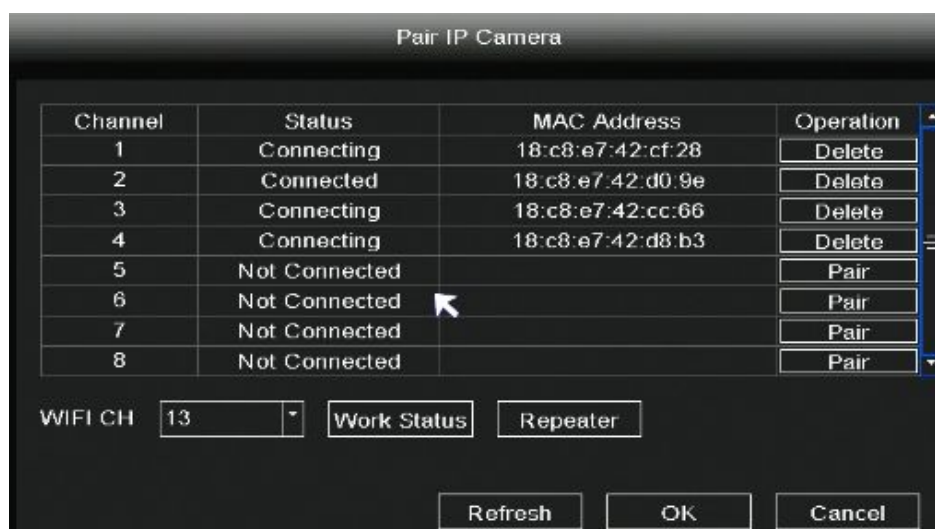 Pair IP Camera
Channel Status MAC Address Operation
1 Connecting 18:c8:e7:42:cf:28 Delete
2 Connected 18:c8:e7:42:d0:9e Delete
3 Connecting 18:c8:e7:42:cc:66 Delete
4 Connecting 18:c8:e7:42:d8:b3 Delete
5 Not Connected Pair
6 Not Connected Pair
7 Not Connected Pair
8 Not Connected Pair
WIFI CH 13 Work Status Repeater
Refresh OK Cancel